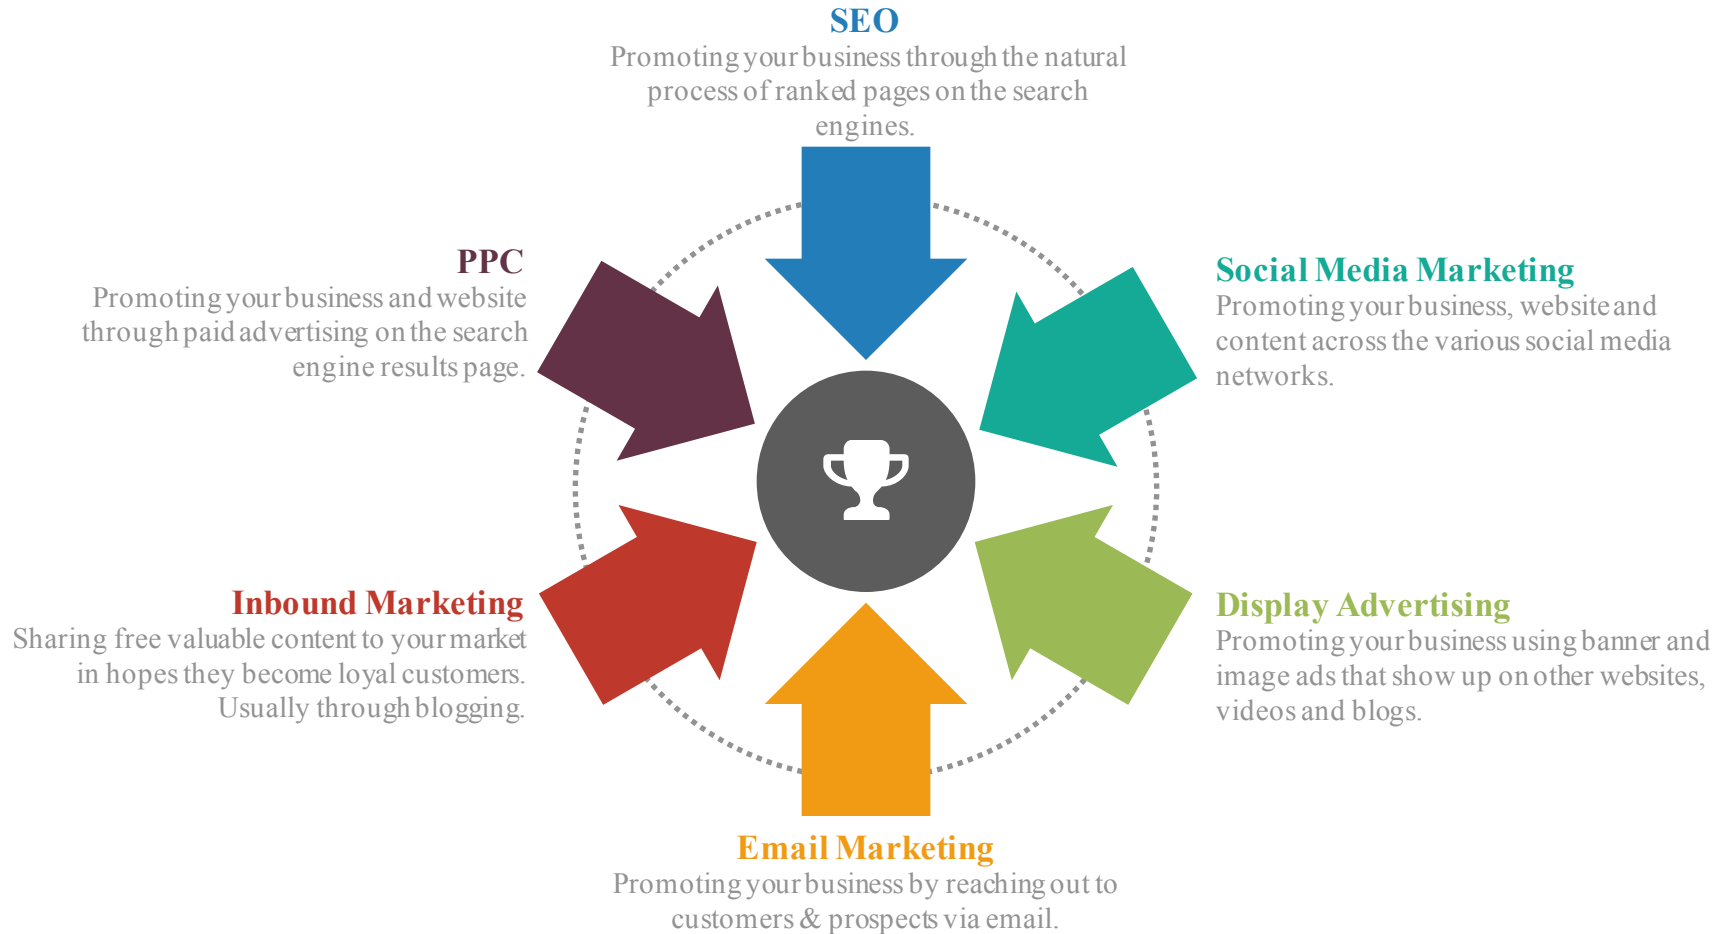 SEO
Promoting your business through the natural
process of ranked pages on the search
engines.
PPC
Promoting your business and website
through paid advertising on the search
engine results page.
Social Media Marketing
Promoting your business, website and
content across the various social media
networks.
Inbound Marketing
Sharing free valuable content to your market
in hopes they become loyal customers.
Usually through blogging.
Display Advertising
Promoting your business using banner and
image ads that show up on other websites,
videos and blogs.
Email Marketing
Promoting your business by reaching out to
customers & prospects via email.